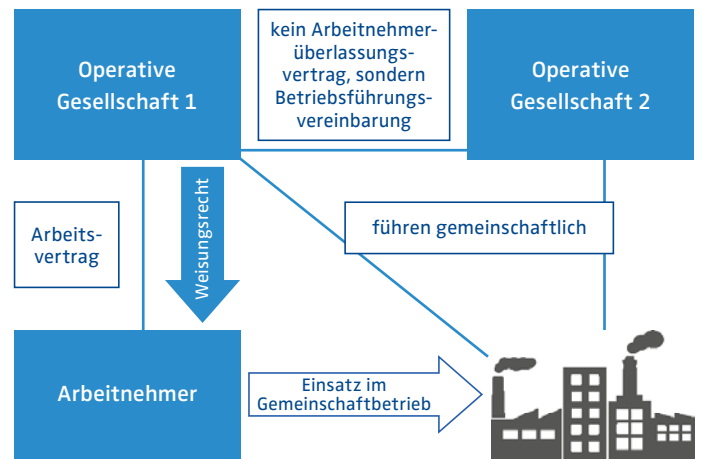 Operative
Gesellschaft 1
kein Arbeitnehmer-
überlassungs-
vertrag, sondern
Betriebsführungs-
vereinbarung
Operative
Gesellschaft 2
Arbeits-
vertrag
Weisungsrecht
führen gemeinschaftlich
Arbeitnehmer
Einsatz im
Gemeinschaftbetrieb